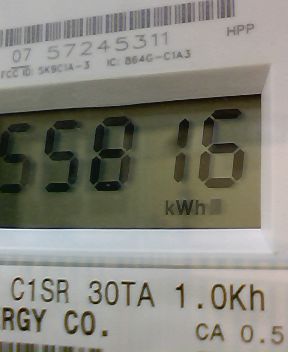 07 57245311
HPP
FCC ID: SK9C1A-3 IC: 864G-C1A3
55816
kWh
C1SR 30TA 1.0Kh
RGY CO.
CA 0.5